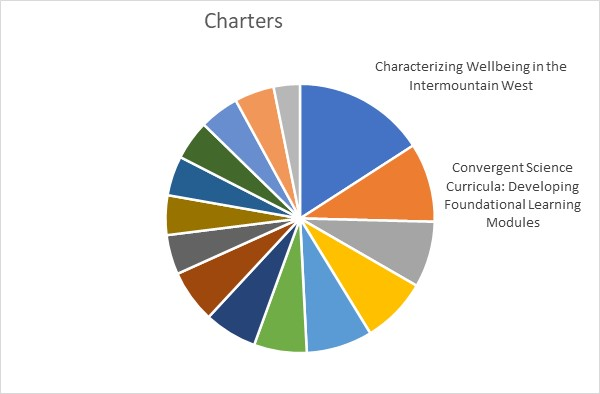 Charters
Characterizing Wellbeing in the
Intermountain West
Convergent Science
Curricula: Developing
Foundational Learning
Modules